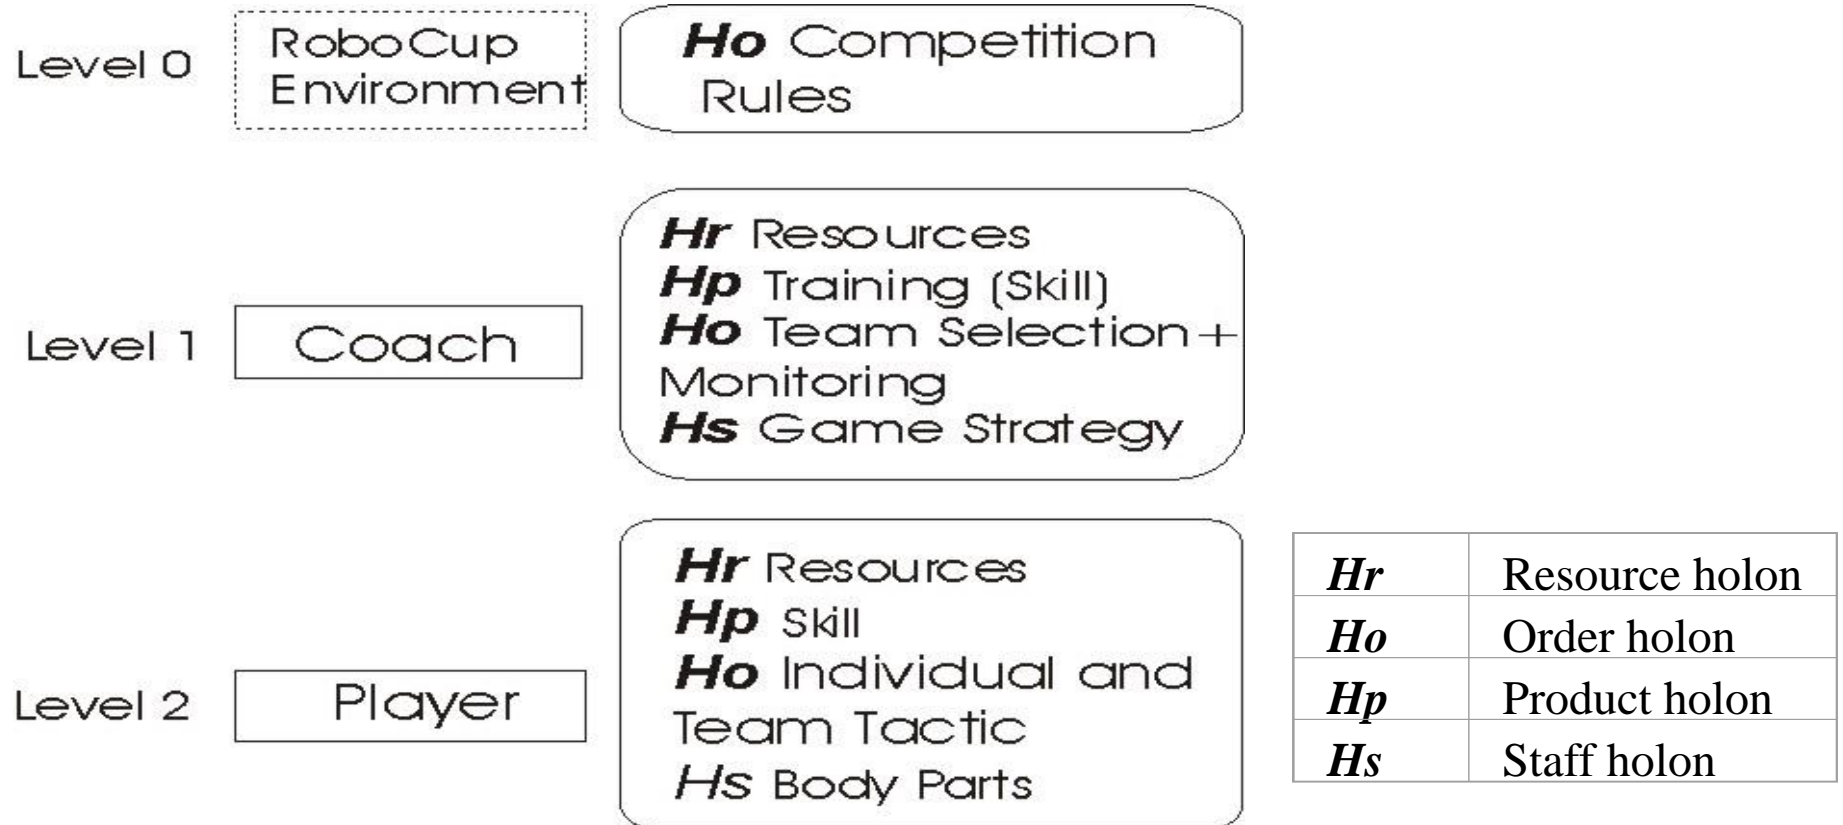 Level 0
RoboCup
Environment
Ho Competition
Rules
Level 1
Coach
Hr Resources
Hp Training (Skill)
Ho Team Selection+
Monitoring
Hs Game Strategy
Level 2
Player
Hr Resources
Hp Skill
Ho Individual and
Team Tactic
Hs Body Parts
Hr Resource holon
Ho Order holon
Hp Product holon
Hs Staff holon